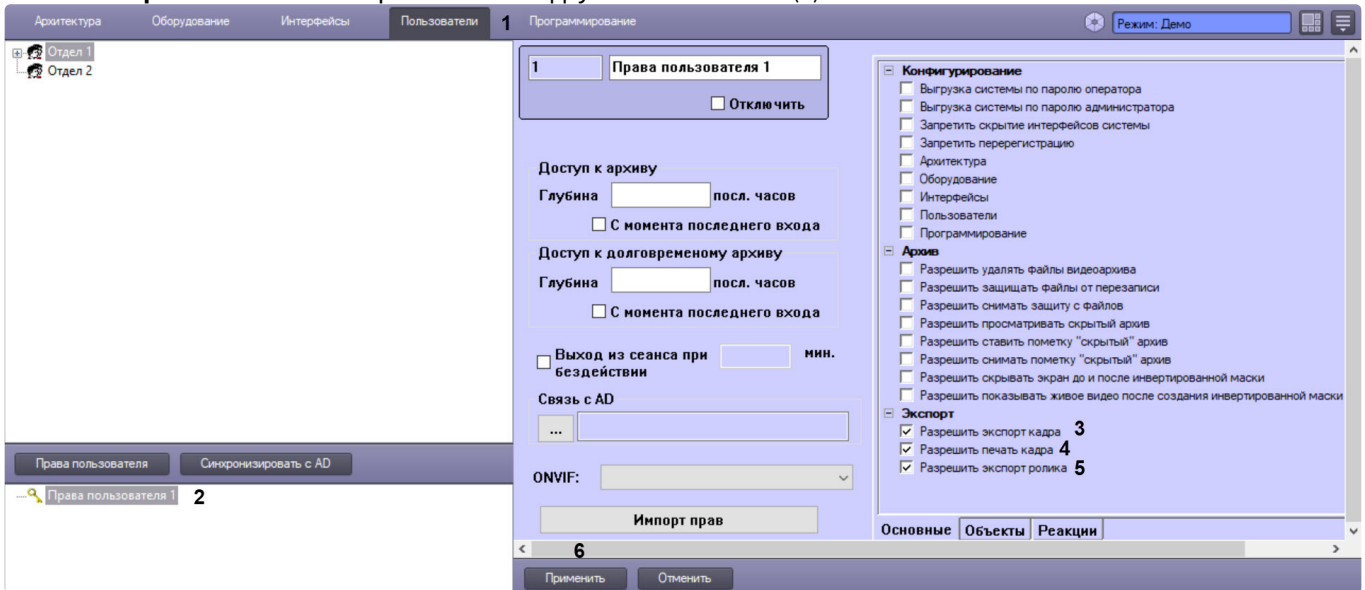 Архитектура Оборудование Интерфейсы Пользователи 1 Программирование Режим: Демо
Отдел 1
Отдел 2
1 Права пользователя 1
Отключить
Доступ к архиву
Глубина посл. часов
С момента последнего входа
Доступ к долговременому архиву
Глубина посл. часов
С момента последнего входа
Выход из сеанса при мин.
бездействии
Связь с AD
...
ONVIF:
Импорт прав
Конфигурирование
Выгрузка системы по паролю оператора
Выгрузка системы по паролю администратора
Запретить скрытие интерфейсов системы
Запретить перерегистрацию
Архитектура
Оборудование
Интерфейсы
Пользователи
Программирование
Архив
Разрешить удалять файлы видеоархива
Разрешить защищать файлы от перезаписи
Разрешить снимать защиту с файлов
Разрешить просматривать скрытый архив
Разрешить ставить пометку "скрытый" архив
Разрешить снимать пометку "скрытый" архив
Разрешить скрывать экран до и после инвертированной маски
Разрешить показывать живое видео после создания инвертированной маски
Экспорт
Разрешить экспорт кадра 3
Разрешить печать кадра 4
Разрешить экспорт ролика 5
Основные Объекты Реакции
Права пользователя Синхронизировать с AD
Права пользователя 1 2
6
Применить Отменить